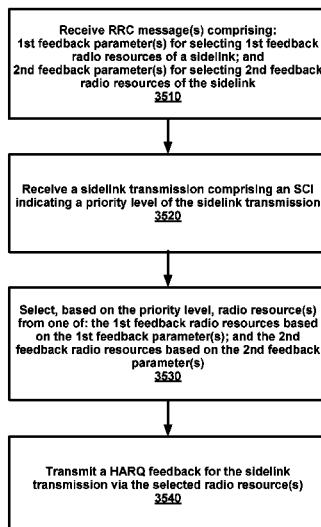 Receive RRC message(s) comprising:
1st feedback parameter(s) for selecting 1st feedback
radio resources of a sidelink; and
2nd feedback parameter(s) for selecting 2nd feedback
radio resources of the sidelink
3510
Receive a sidelink transmission comprising an SCI
indicating a priority level of the sidelink transmission
3520
Select, based on the priority level, radio resource(s)
from one of: the 1st feedback radio resources based
on the 1st feedback parameter(s); and the 2nd
feedback radio resources based on the 2nd feedback
parameter(s)
3530
Transmit a HARQ feedback for the sidelink
transmission via the selected radio resource(s)
3540